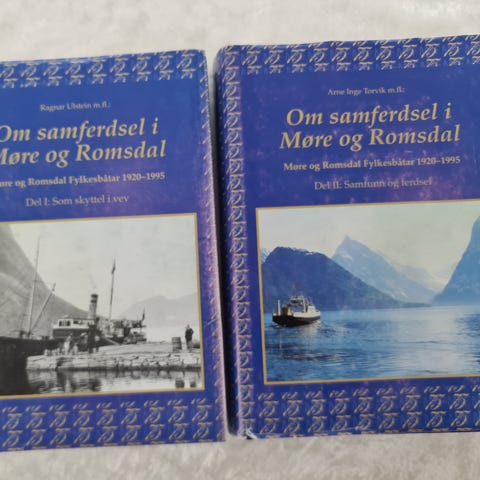 Ragnar Ulstein m.fl.:
Om samferdsel i
Møre og Romsdal
Møre og Romsdal Fylkesbåtar 1920–1995
Del I: Som skyttel i vev
Arne Inge Torvik m.fl.:
Om samferdsel i
Møre og Romsdal
Møre og Romsdal Fylkesbåtar 1920–1995
Del II: Samfunn og ferdsel